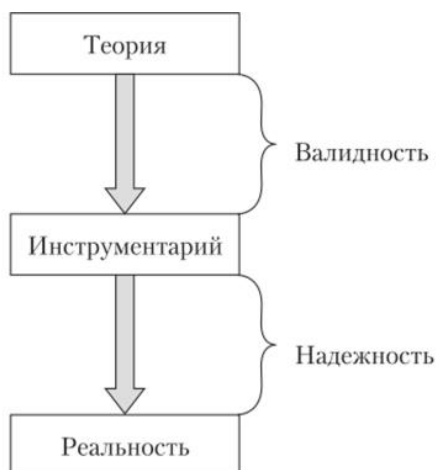 Теория
Валидность
Инструментарий
Надежность
Реальность